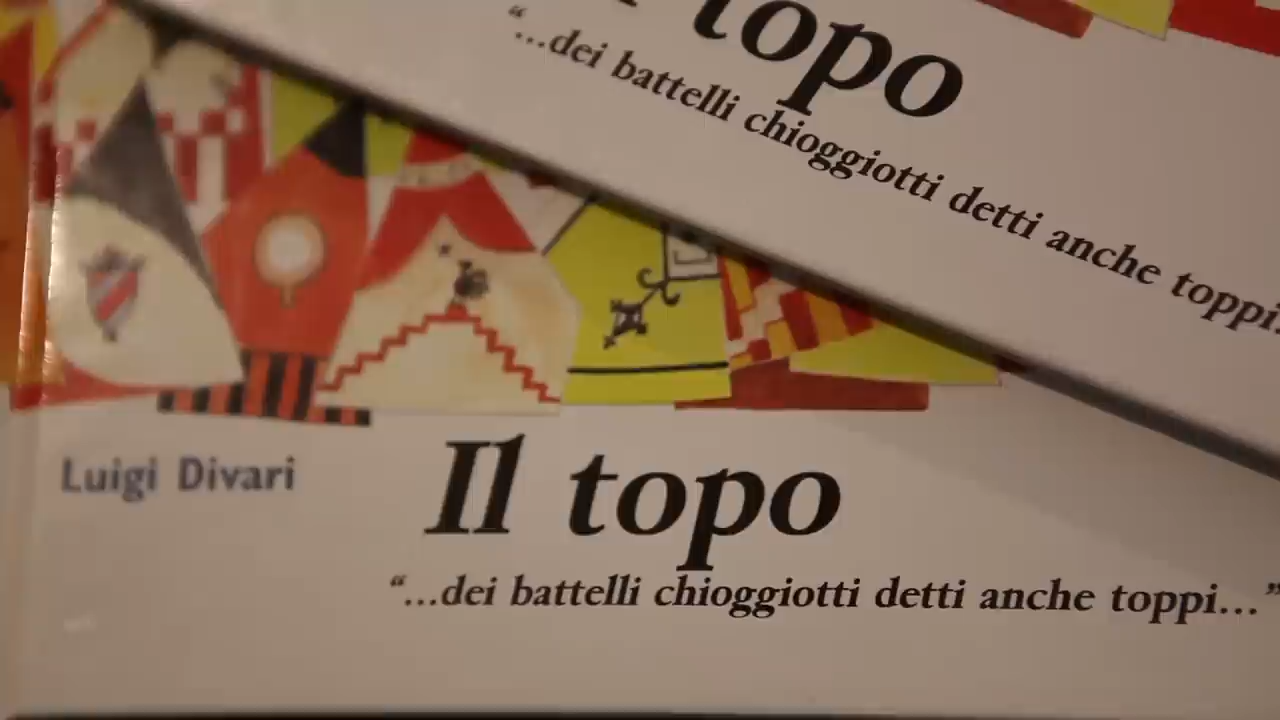 topo
“...dei battelli chioggiotti detti anche toppi.
Luigi Divari
Il topo
“...dei battelli chioggiotti detti anche toppi...”